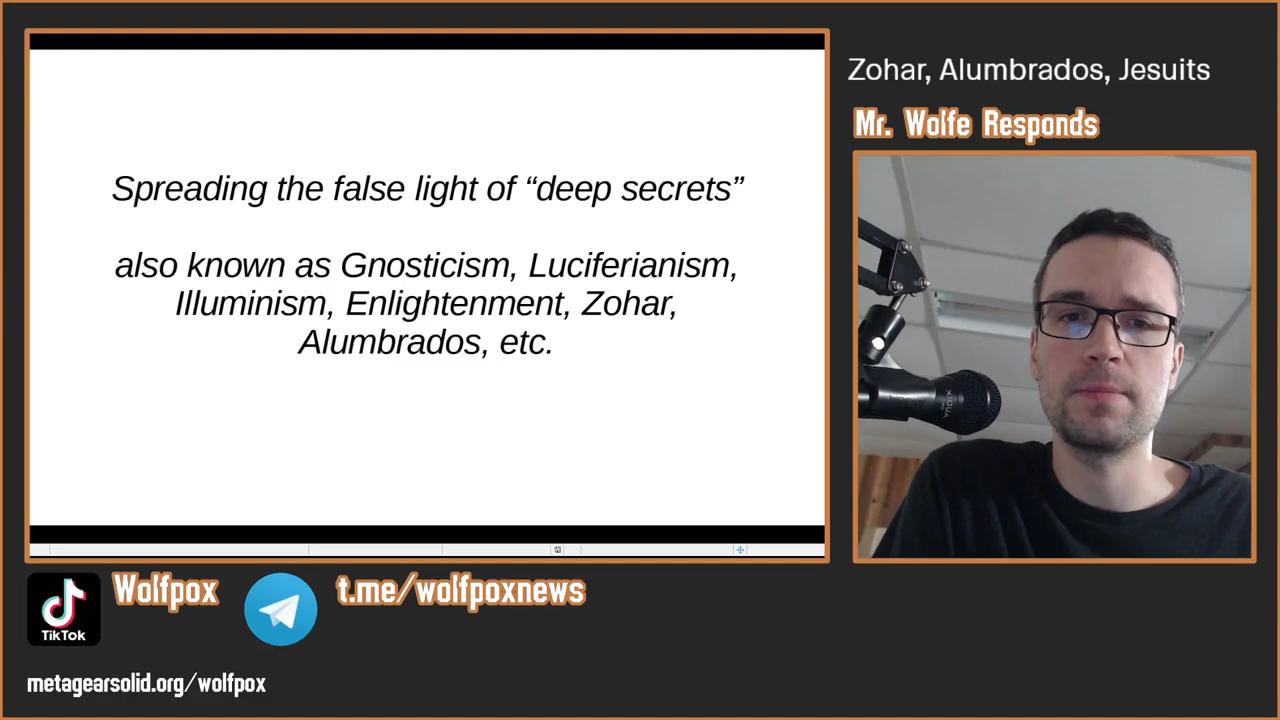 Zohar, Alumbrados, Jesuits
Mr. Wolfe Responds
Spreading the false light of “deep secrets”
also known as Gnosticism, Luciferianism,
Illuminism, Enlightenment, Zohar,
Alumbrados, etc.
XIQUA
TikTok
Wolfpox
t.me/wolfpoxnews
metagearsolid.org/wolfpox